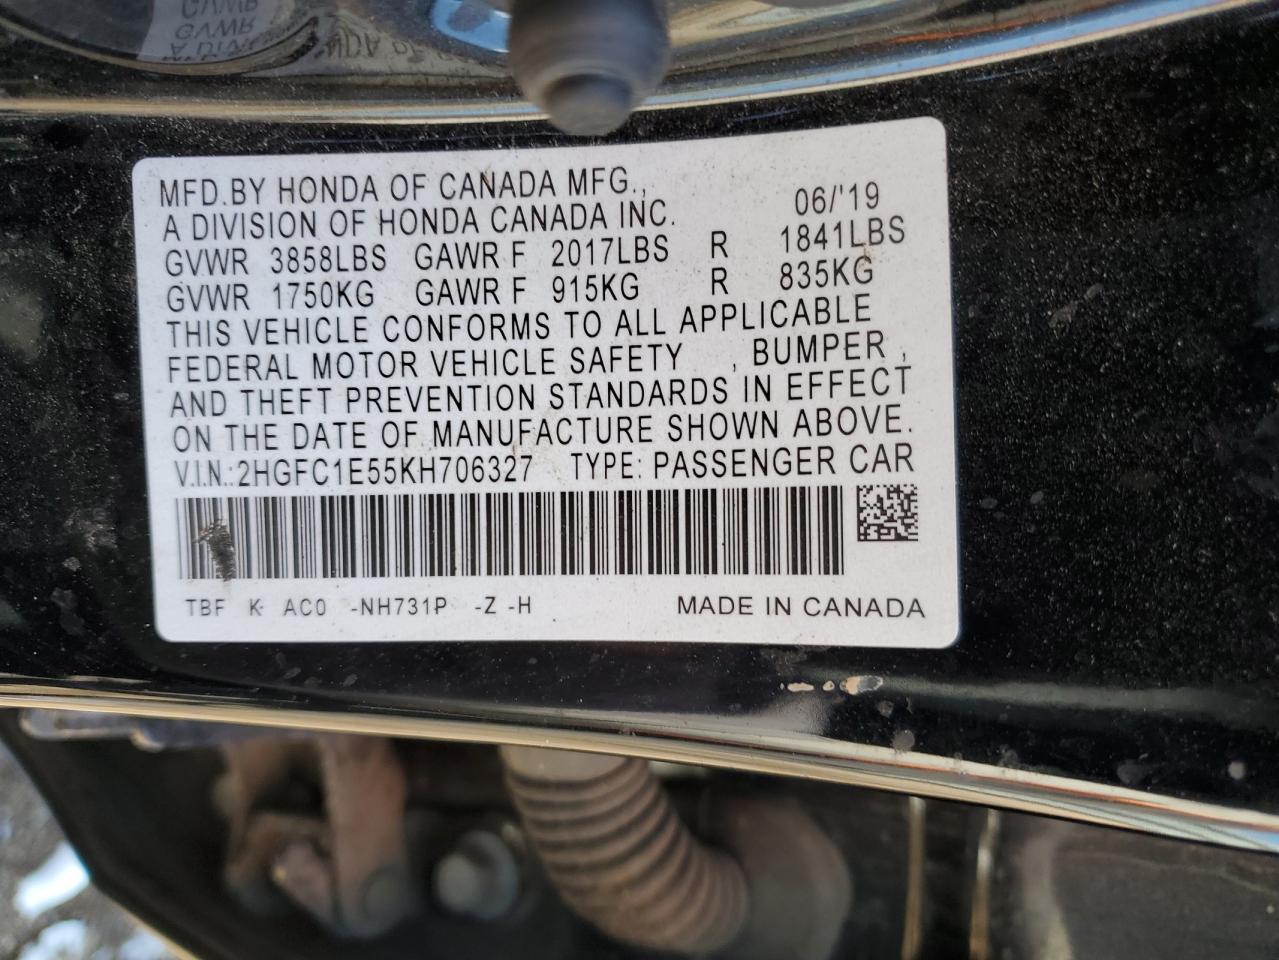 MFD.BY HONDA OF CANADA MFG., 06/'19
A DIVISION OF HONDA CANADA INC.
GVWR 3858LBS GAWR F 2017LBS R 1841LBS
GVWR 1750KG GAWR F 915KG R 835KG
THIS VEHICLE CONFORMS TO ALL APPLICABLE
FEDERAL MOTOR VEHICLE SAFETY , BUMPER ,
AND THEFT PREVENTION STANDARDS IN EFFECT
ON THE DATE OF MANUFACTURE SHOWN ABOVE.
V.I.N.:2HGFC1E55KH706327 TYPE: PASSENGER CAR
TBF K- AC0 -NH731P -Z -H MADE IN CANADA